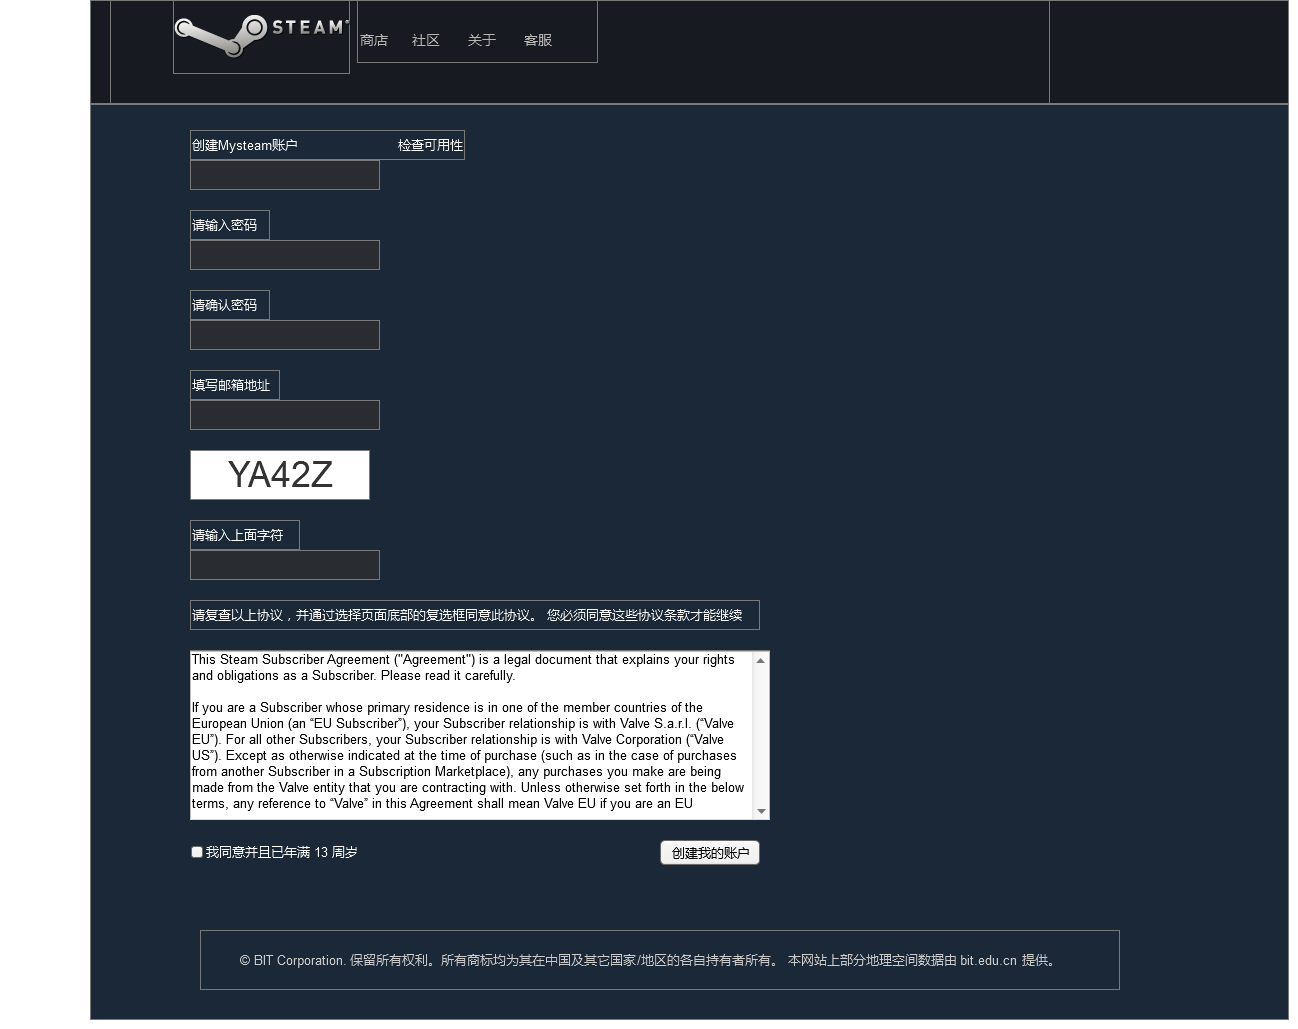 STEAM®
商店 社区 关于 客服
创建Mysteam账户 检查可用性
请输入密码
请确认密码
填写邮箱地址
YA42Z
请输入上面字符
请复查以上协议，并通过选择页面底部的复选框同意此协议。 您必须同意这些协议条款才能继续
This Steam Subscriber Agreement ("Agreement") is a legal document that explains your rights
and obligations as a Subscriber. Please read it carefully.
If you are a Subscriber whose primary residence is in one of the member countries of the
European Union (an “EU Subscriber”), your Subscriber relationship is with Valve S.a.r.l. (“Valve
EU”). For all other Subscribers, your Subscriber relationship is with Valve Corporation (“Valve
US”). Except as otherwise indicated at the time of purchase (such as in the case of purchases
from another Subscriber in a Subscription Marketplace), any purchases you make are being
made from the Valve entity that you are contracting with. Unless otherwise set forth in the below
terms, any reference to “Valve” in this Agreement shall mean Valve EU if you are an EU
我同意并且已年满 13 周岁 创建我的账户
© BIT Corporation. 保留所有权利。所有商标均为其在中国及其它国家/地区的各自持有者所有。 本网站上部分地理空间数据由 bit.edu.cn 提供。